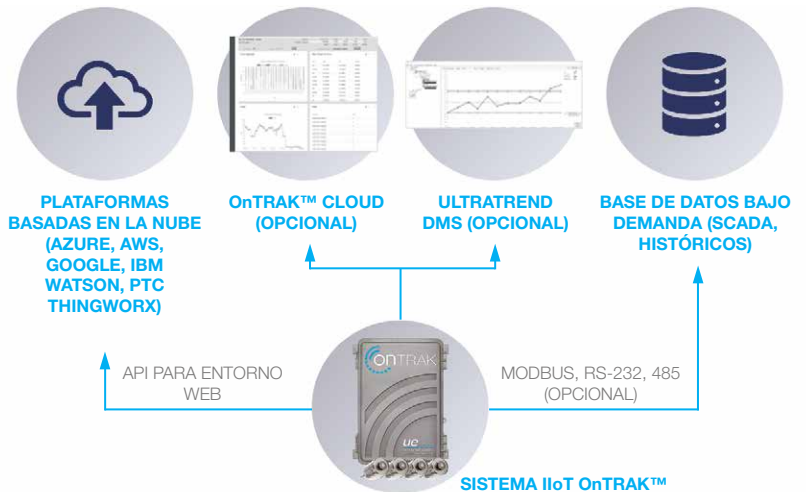 PLATAFORMAS
BASADAS EN LA NUBE
(AZURE, AWS,
GOOGLE, IBM
WATSON, PTC
THINGWORX)
OnTRAK™ CLOUD
(OPCIONAL)
ULTRATREND
DMS (OPCIONAL)
BASE DE DATOS BAJO
DEMANDA (SCADA,
HISTÓRICOS)
API PARA ENTORNO
WEB
onTRAK
ue
MODBUS, RS-232, 485
(OPCIONAL)
SISTEMA IIoT OnTRAK™